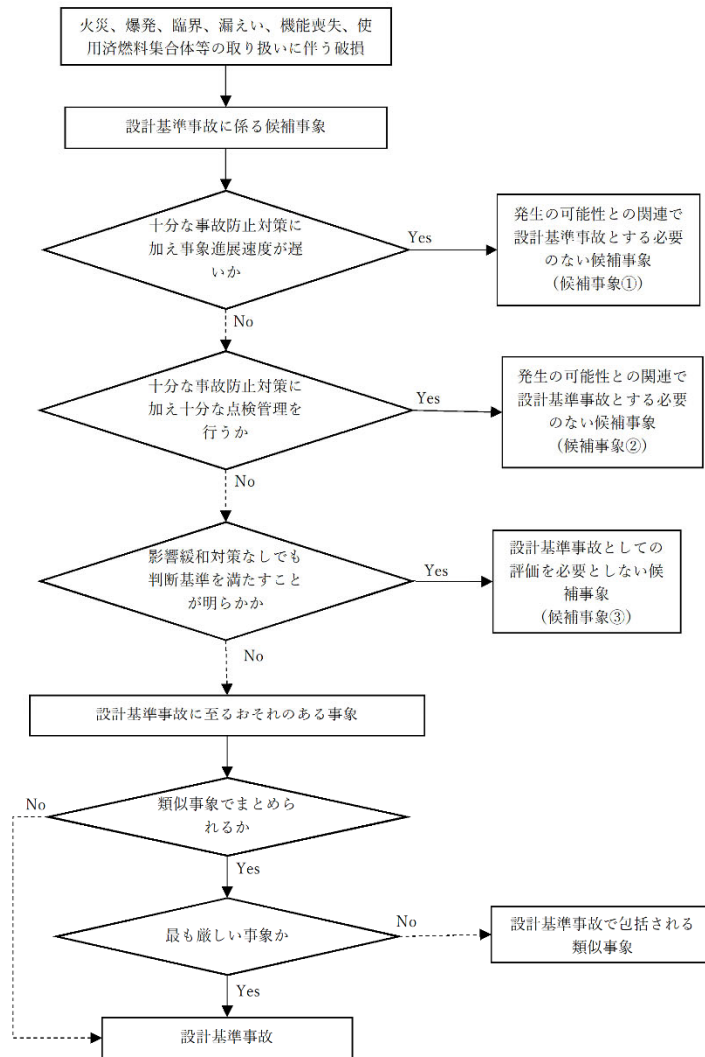 火災、爆発、臨界、漏えい、機能喪失、使
用済燃料集合体等の取り扱いに伴う破損
設計基準事故に係る候補事象
十分な事故防止対策に
加え事象進展速度が遅
いか
Yes
発生の可能性との関連で
設計基準事故とする必要
のない候補事象
(候補事象①)
No
十分な事故防止対策に
加え十分な点検管理を
行うか
Yes
発生の可能性との関連で
設計基準事故とする必要
のない候補事象
(候補事象②)
No
影響緩和対策なしでも
判断基準を満たすこと
が明らかか
Yes
設計基準事故としての
評価を必要としない候
補事象
(候補事象③)
No
設計基準事故に至るおそれのある事象
類似事象でまとめら
れるか
No
Yes
最も厳しい事象か
No
設計基準事故で包括される
類似事象
Yes
設計基準事故